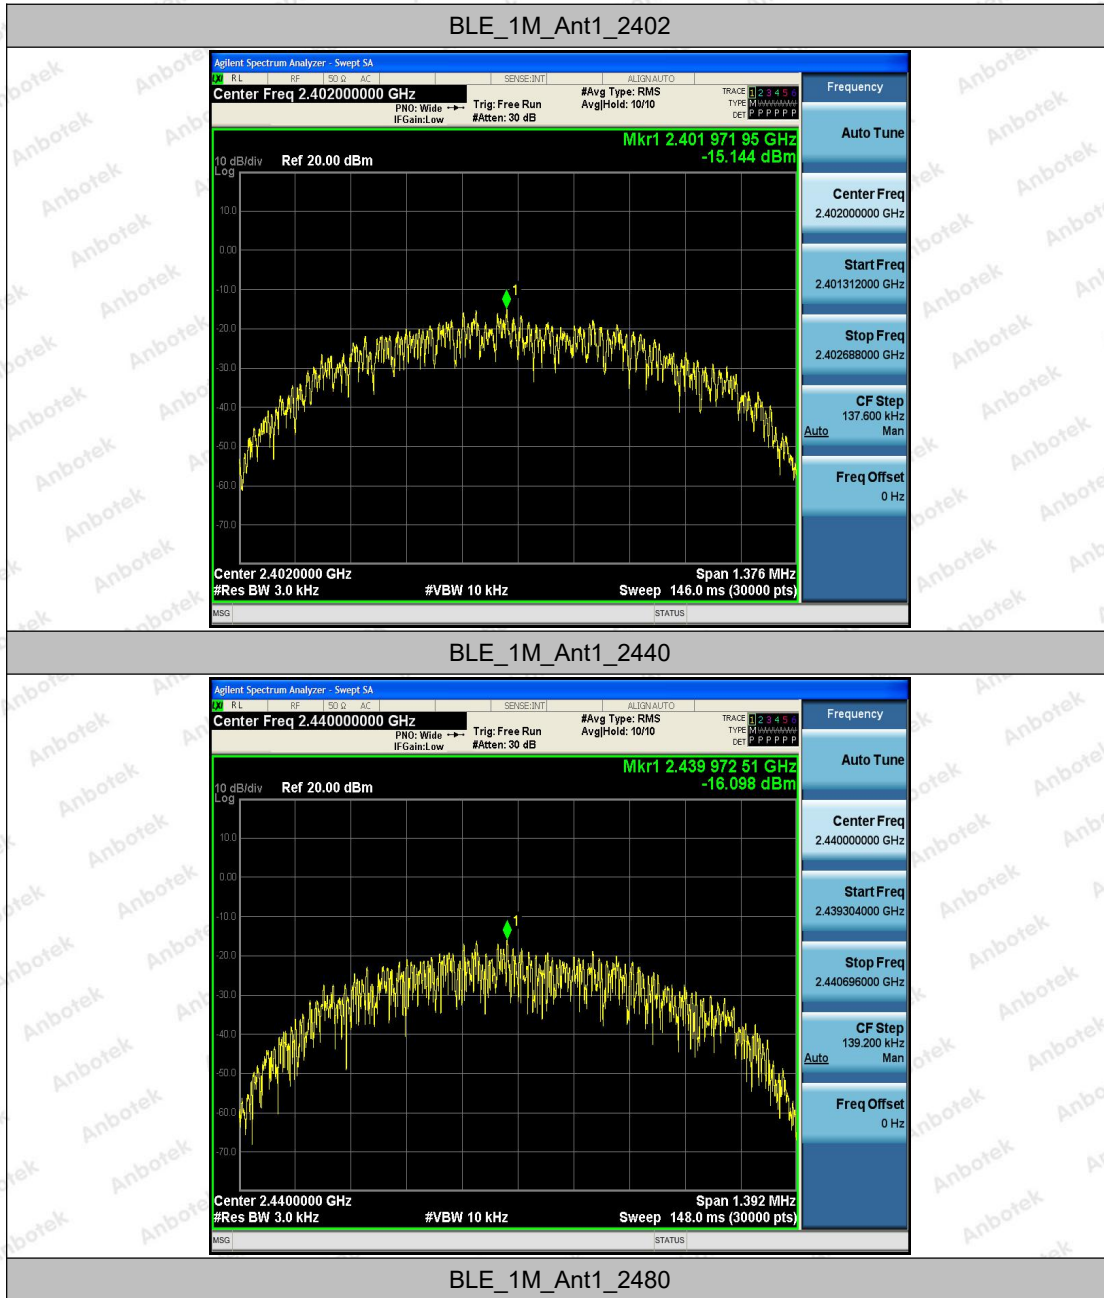 BLE_1M_Ant1_2402
Agilent Spectrum Analyzer - Swept SA
RL RF 50 Ω AC SENSE:INT ALIGNAUTO
Center Freq 2.402000000 GHz
PNO: Wide
IFGain:Low
Trig: Free Run
#Atten: 30 dB
#Avg Type: RMS
Avg|Hold: 10/10
TRACE 1 2 3 4 5 6
TYPE M
DET P P P P P P
Mkr1 2.401 971 95 GHz
-15.144 dBm
10 dB/div Ref 20.00 dBm
Log
10.0
0.00
-10.0
-20.0
-30.0
-40.0
-50.0
-60.0
-70.0
1
Center 2.4020000 GHz Span 1.376 MHz
#Res BW 3.0 kHz #VBW 10 kHz Sweep 146.0 ms (30000 pts)
MSG STATUS
Frequency
Auto Tune
Center Freq
2.402000000 GHz
Start Freq
2.401312000 GHz
Stop Freq
2.402688000 GHz
CF Step
137.600 kHz
Auto Man
Freq Offset
0 Hz
BLE_1M_Ant1_2440
Agilent Spectrum Analyzer - Swept SA
RL RF 50 Ω AC SENSE:INT ALIGNAUTO
Center Freq 2.440000000 GHz
PNO: Wide
IFGain:Low
Trig: Free Run
#Atten: 30 dB
#Avg Type: RMS
Avg|Hold: 10/10
TRACE 1 2 3 4 5 6
TYPE M
DET P P P P P P
Mkr1 2.439 972 51 GHz
-16.098 dBm
10 dB/div Ref 20.00 dBm
Log
10.0
0.00
-10.0
-20.0
-30.0
-40.0
-50.0
-60.0
-70.0
1
Center 2.4400000 GHz Span 1.392 MHz
#Res BW 3.0 kHz #VBW 10 kHz Sweep 148.0 ms (30000 pts)
MSG STATUS
Frequency
Auto Tune
Center Freq
2.440000000 GHz
Start Freq
2.439304000 GHz
Stop Freq
2.440696000 GHz
CF Step
139.200 kHz
Auto Man
Freq Offset
0 Hz
BLE_1M_Ant1_2480
Anbotek